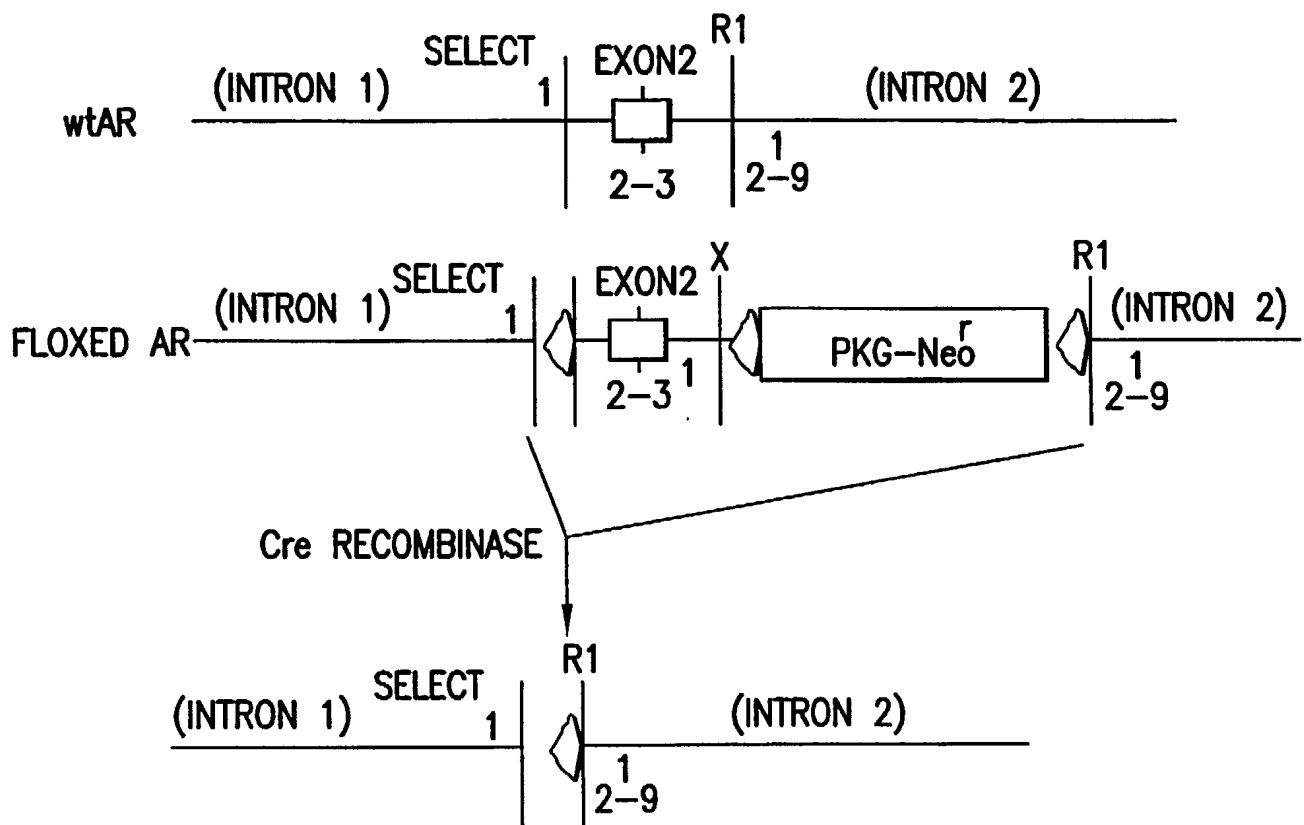 R1
SELECT
EXON2
(INTRON 1)
1
(INTRON 2)
wtAR
2-3
1
2-9
X
R1
SELECT
EXON2
(INTRON 1)
1
(INTRON 2)
FLOXED AR
PKG-Neo r
2-3
1
1
2-9
Cre RECOMBINASE
R1
SELECT
(INTRON 1)
1
(INTRON 2)
1
2-9